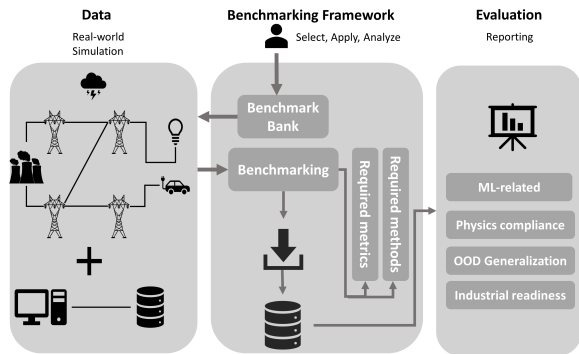 Data
Real-world
Simulation
Benchmarking Framework
Select, Apply, Analyze
Benchmark
Bank
Benchmarking
Required metrics
Required methods
Evaluation
Reporting
ML-related
Physics compliance
OOD Generalization
Industrial readiness